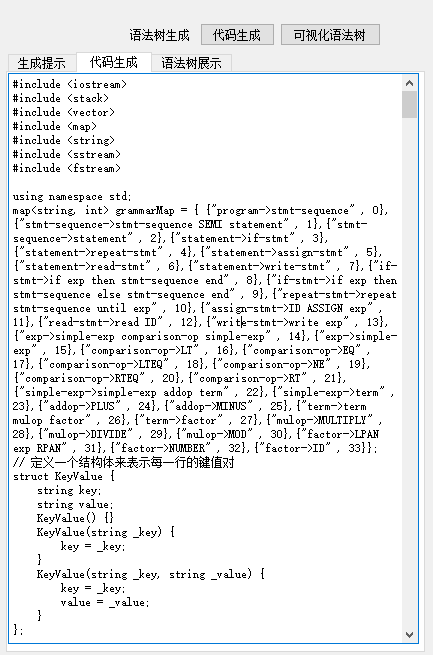 语法树生成 代码生成 可视化语法树
生成提示 代码生成 语法树展示
#include <iostream>
#include <stack>
#include <vector>
#include <map>
#include <string>
#include <sstream>
#include <fstream>
using namespace std;
map<string, int> grammarMap = { {"program->stmt-sequence" , 0},
{"stmt-sequence->stmt-sequence SEMI statement" , 1},{"stmt-
sequence->statement" , 2},{"statement->if-stmt" , 3},
{"statement->repeat-stmt" , 4},{"statement->assign-stmt" , 5},
{"statement->read-stmt" , 6},{"statement->write-stmt" , 7},{"if-
stmt->if exp then stmt-sequence end" , 8},{"if-stmt->if exp then
stmt-sequence else stmt-sequence end" , 9},{"repeat-stmt->repeat
stmt-sequence until exp" , 10},{"assign-stmt->ID ASSIGN exp" ,
11},{"read-stmt->read ID" , 12},{"write-stmt->write exp" , 13},
{"exp->simple-exp comparison-op simple-exp" , 14},{"exp->simple-
exp" , 15},{"comparison-op->LT" , 16},{"comparison-op->EQ" ,
17},{"comparison-op->LTEQ" , 18},{"comparison-op->NE" , 19},
{"comparison-op->RTEQ" , 20},{"comparison-op->RT" , 21},
{"simple-exp->simple-exp addop term" , 22},{"simple-exp->term" ,
23},{"addop->PLUS" , 24},{"addop->MINUS" , 25},{"term->term
mulop factor" , 26},{"term->factor" , 27},{"mulop->MULTIPLY" ,
28},{"mulop->DIVIDE" , 29},{"mulop->MOD" , 30},{"factor->LPAN
exp RPAN" , 31},{"factor->NUMBER" , 32},{"factor->ID" , 33}};
// 定义一个结构体来表示每一行的键值对
struct KeyValue {
    string key;
    string value;
    KeyValue() {}
    KeyValue(string _key) {
        key = _key;
    }
    KeyValue(string _key, string _value) {
        key = _key;
        value = _value;
    }
};